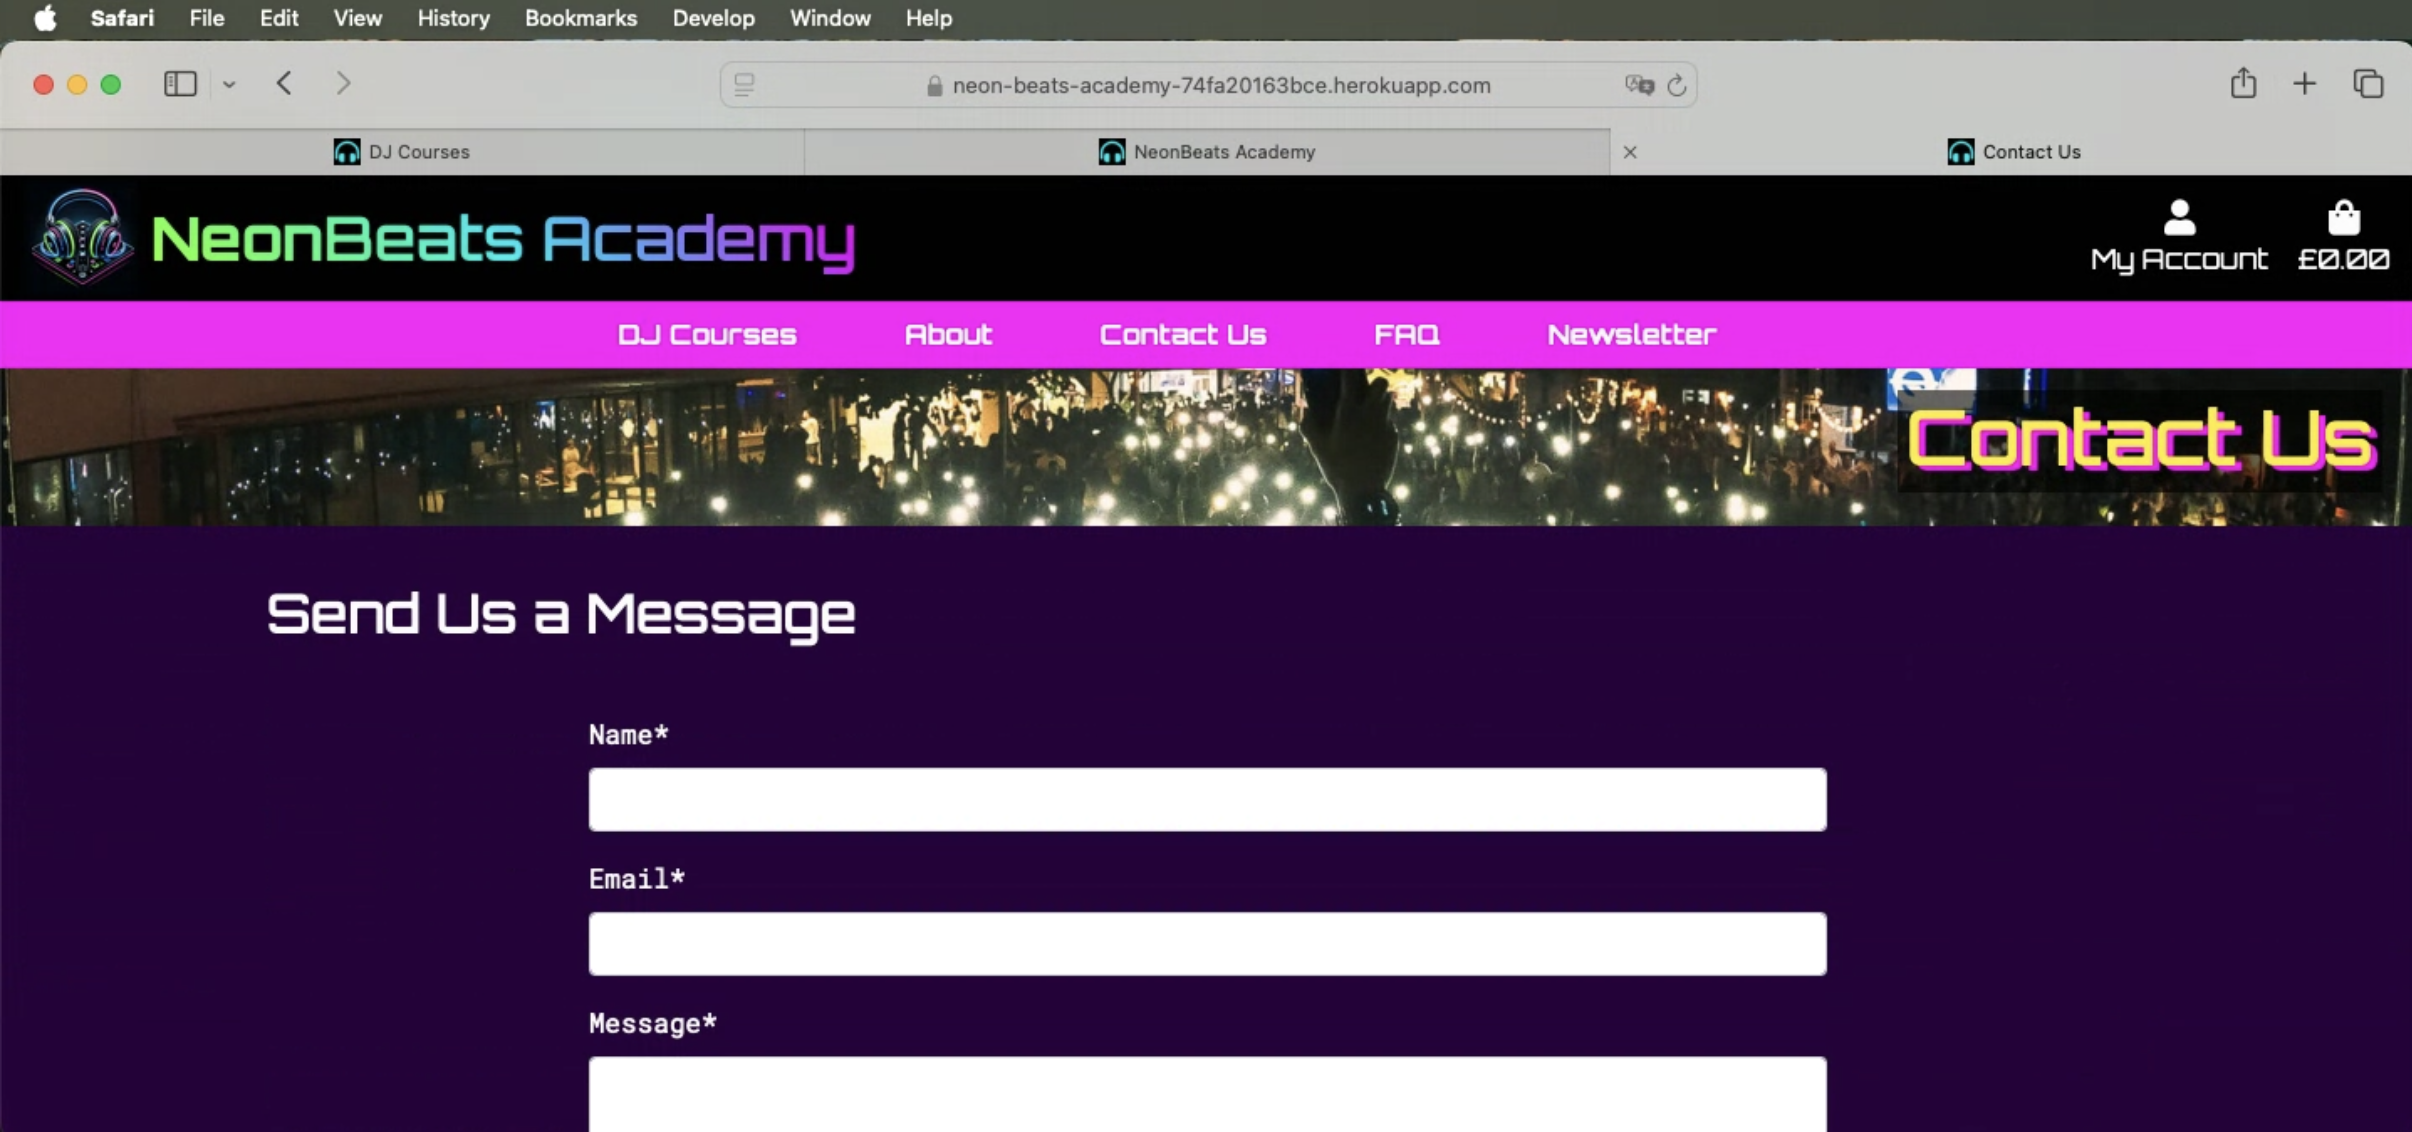 Safari File Edit View History Bookmarks Develop Window Help
neon-beats-academy-74fa20163bce.herokuapp.com
DJ Courses NeonBeats Academy Contact Us
NeonBeats Academy
My Account £0.00
DJ Courses About Contact Us FAQ Newsletter
Contact Us
Send Us a Message
Name*
Email*
Message*